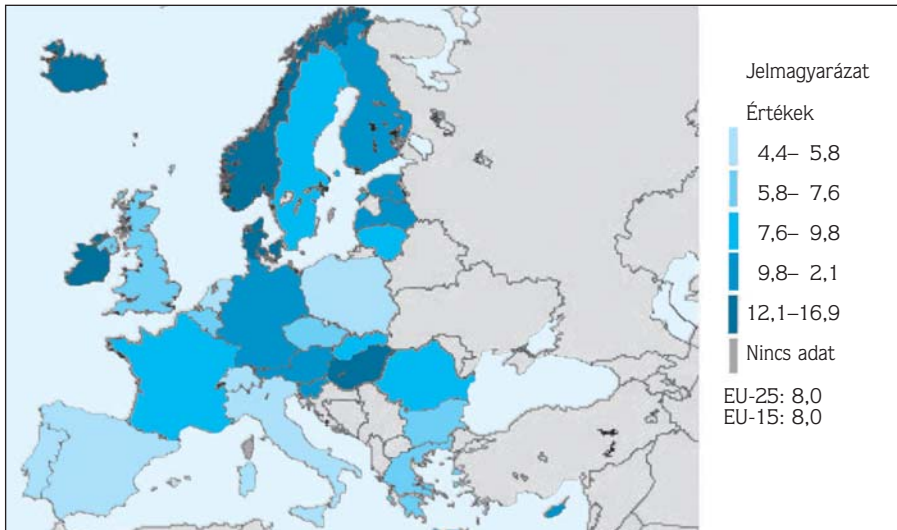 Jelmagyarázat
Értékek
4,4– 5,8
5,8– 7,6
7,6– 9,8
9,8– 2,1
12,1–16,9
Nincs adat
EU-25: 8,0
EU-15: 8,0